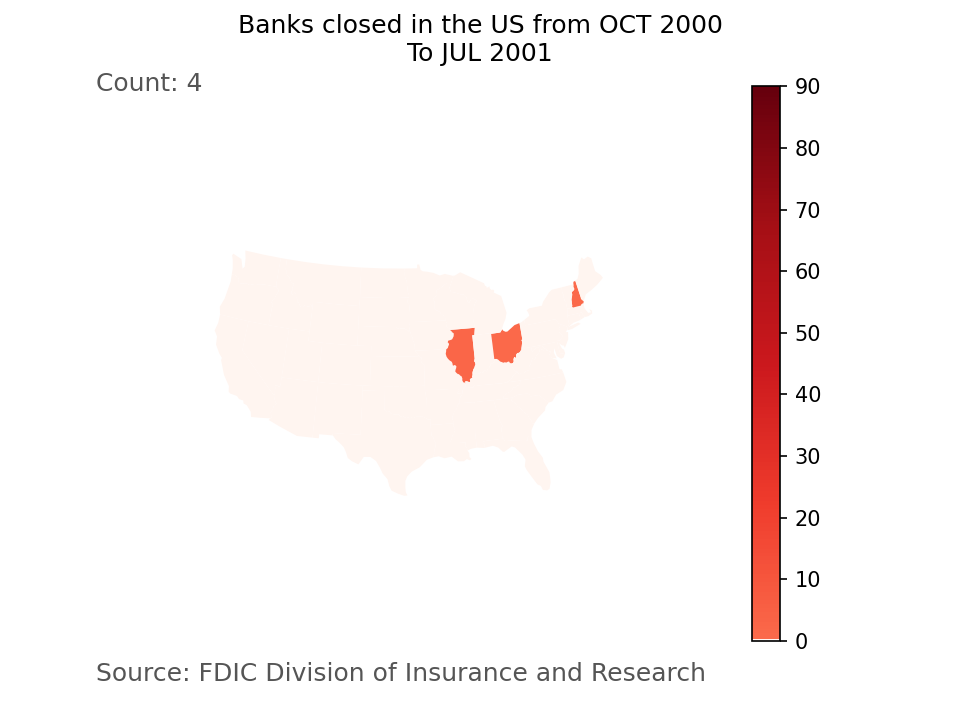 Banks closed in the US from OCT 2000
To JUL 2001
Count: 4
90
80
70
60
50
40
30
20
10
0
Source: FDIC Division of Insurance and Research